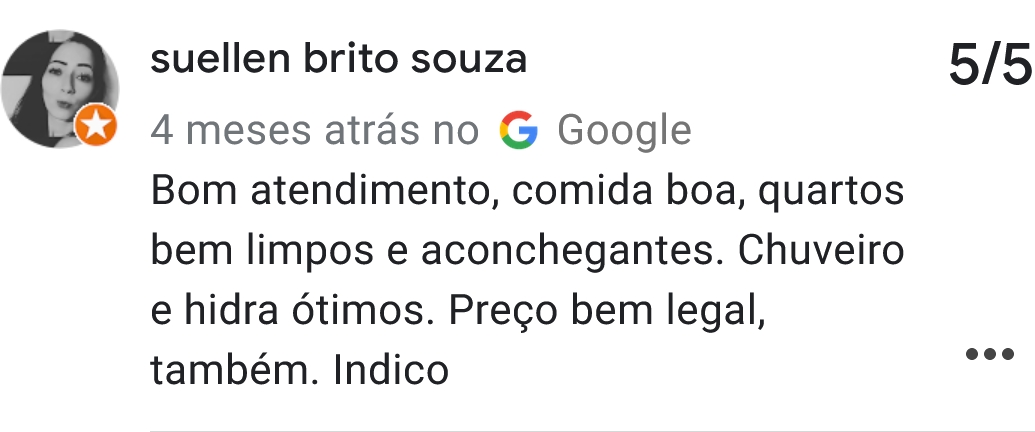 suellen brito souza
5/5
4 meses atrás no Google
Bom atendimento, comida boa, quartos
bem limpos e aconchegantes. Chuveiro
e hidra ótimos. Preço bem legal,
também. Indico